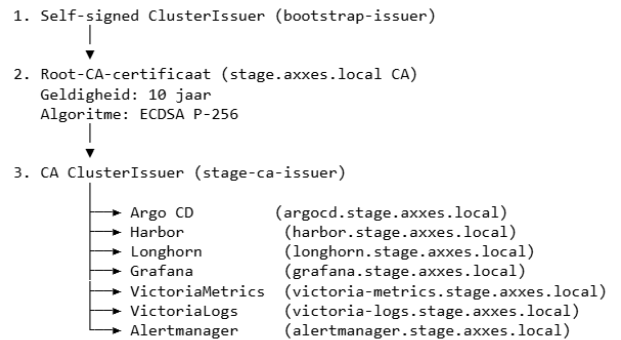 1. Self-signed ClusterIssuer (bootstrap-issuer)
2. Root-CA-certificaat (stage.axxes.local CA)
Geldigheid: 10 jaar
Algoritme: ECDSA P-256
3. CA ClusterIssuer (stage-ca-issuer)
Argo CD (argocd.stage.axxes.local)
Harbor (harbor.stage.axxes.local)
Longhorn (longhorn.stage.axxes.local)
Grafana (grafana.stage.axxes.local)
VictoriaMetrics (victoria-metrics.stage.axxes.local)
VictoriaLogs (victoria-logs.stage.axxes.local)
Alertmanager (alertmanager.stage.axxes.local)